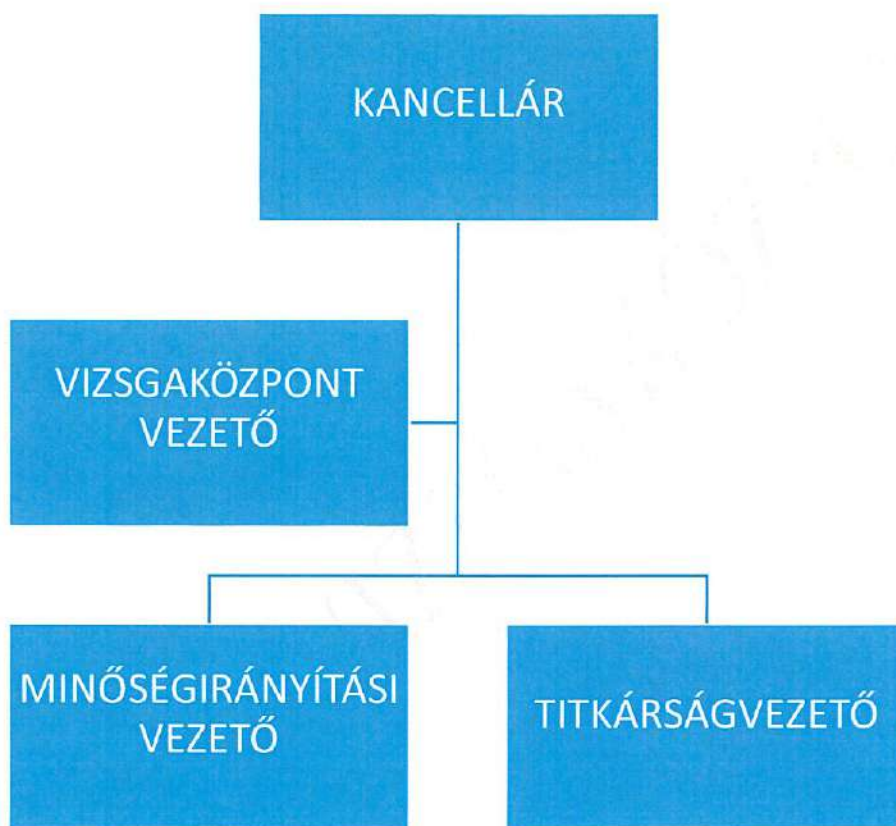 KANCELLÁR
VIZSGAKÖZPONT
VEZETŐ
MINŐSÉGIRÁNYÍTÁSI
VEZETŐ
TITKÁRSÁGVEZETŐ